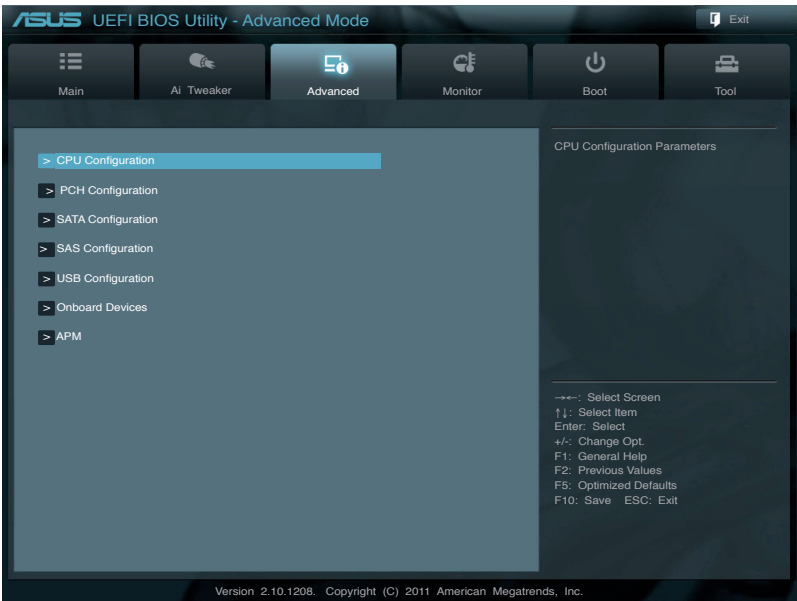 ASUS UEFI BIOS Utility - Advanced Mode
Exit
Main
Ai Tweaker
Advanced
Monitor
Boot
Tool
> CPU Configuration
> PCH Configuration
> SATA Configuration
> SAS Configuration
> USB Configuration
> Onboard Devices
> APM
CPU Configuration Parameters
→←: Select Screen
↑↓: Select Item
Enter: Select
+/-: Change Opt.
F1: General Help
F2: Previous Values
F5: Optimized Defaults
F10: Save ESC: Exit
Version 2.10.1208. Copyright (C) 2011 American Megatrends, Inc.